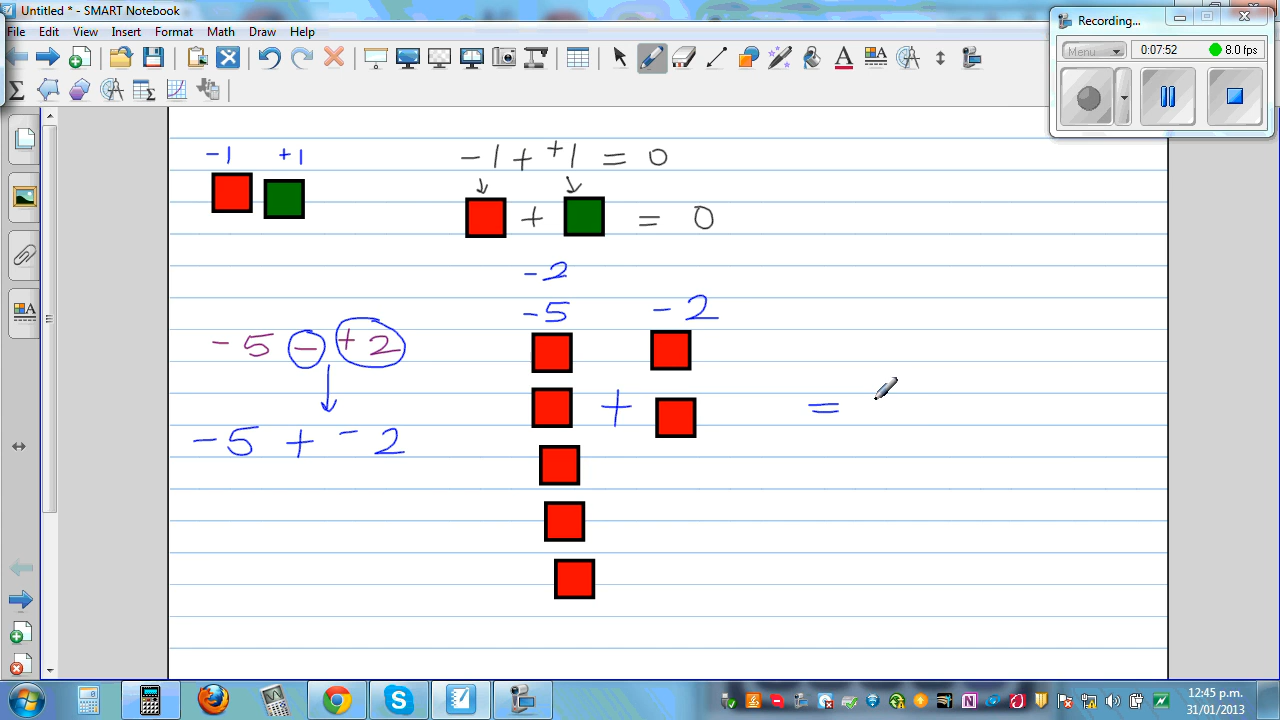 Untitled * - SMART Notebook
File Edit View Insert Format Math Draw Help
Recording...
Menu
:07:52
8.0 fps
-1 +1
-1 + +1 = 0
+ = 0
-2
-5 -2
-5 - +2
+ =
-5 + -2
12:45 p.m.
31/01/2013